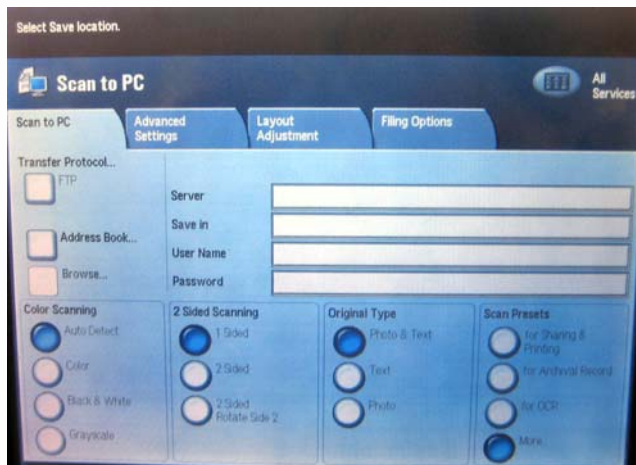 Select Save location.
Scan to PC
All
Services
Scan to PC
Advanced
Settings
Layout
Adjustment
Filing Options
Transfer Protocol...
FTP
Server
Save in
Address Book...
User Name
Browse...
Password
Color Scanning
2 Sided Scanning
Original Type
Scan Presets
Auto Detect
1 Sided
Photo & Text
for Sharing &
Printing
Color
2 Sided
Text
for Archival Record
Black & White
2 Sided
Rotate Side 2
Photo
for OCR
Grayscale
More